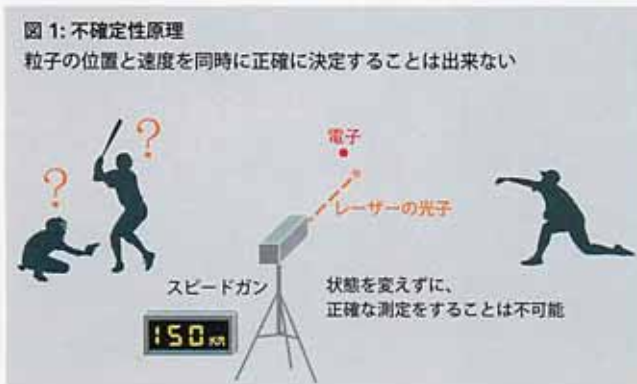 図 1: 不確定性原理
粒子の位置と速度を同時に正確に決定することは出来ない
?
?
電子
レーザーの光子
スピードガン
状態を変えずに、
正確な測定をすることは不可能
150 KM